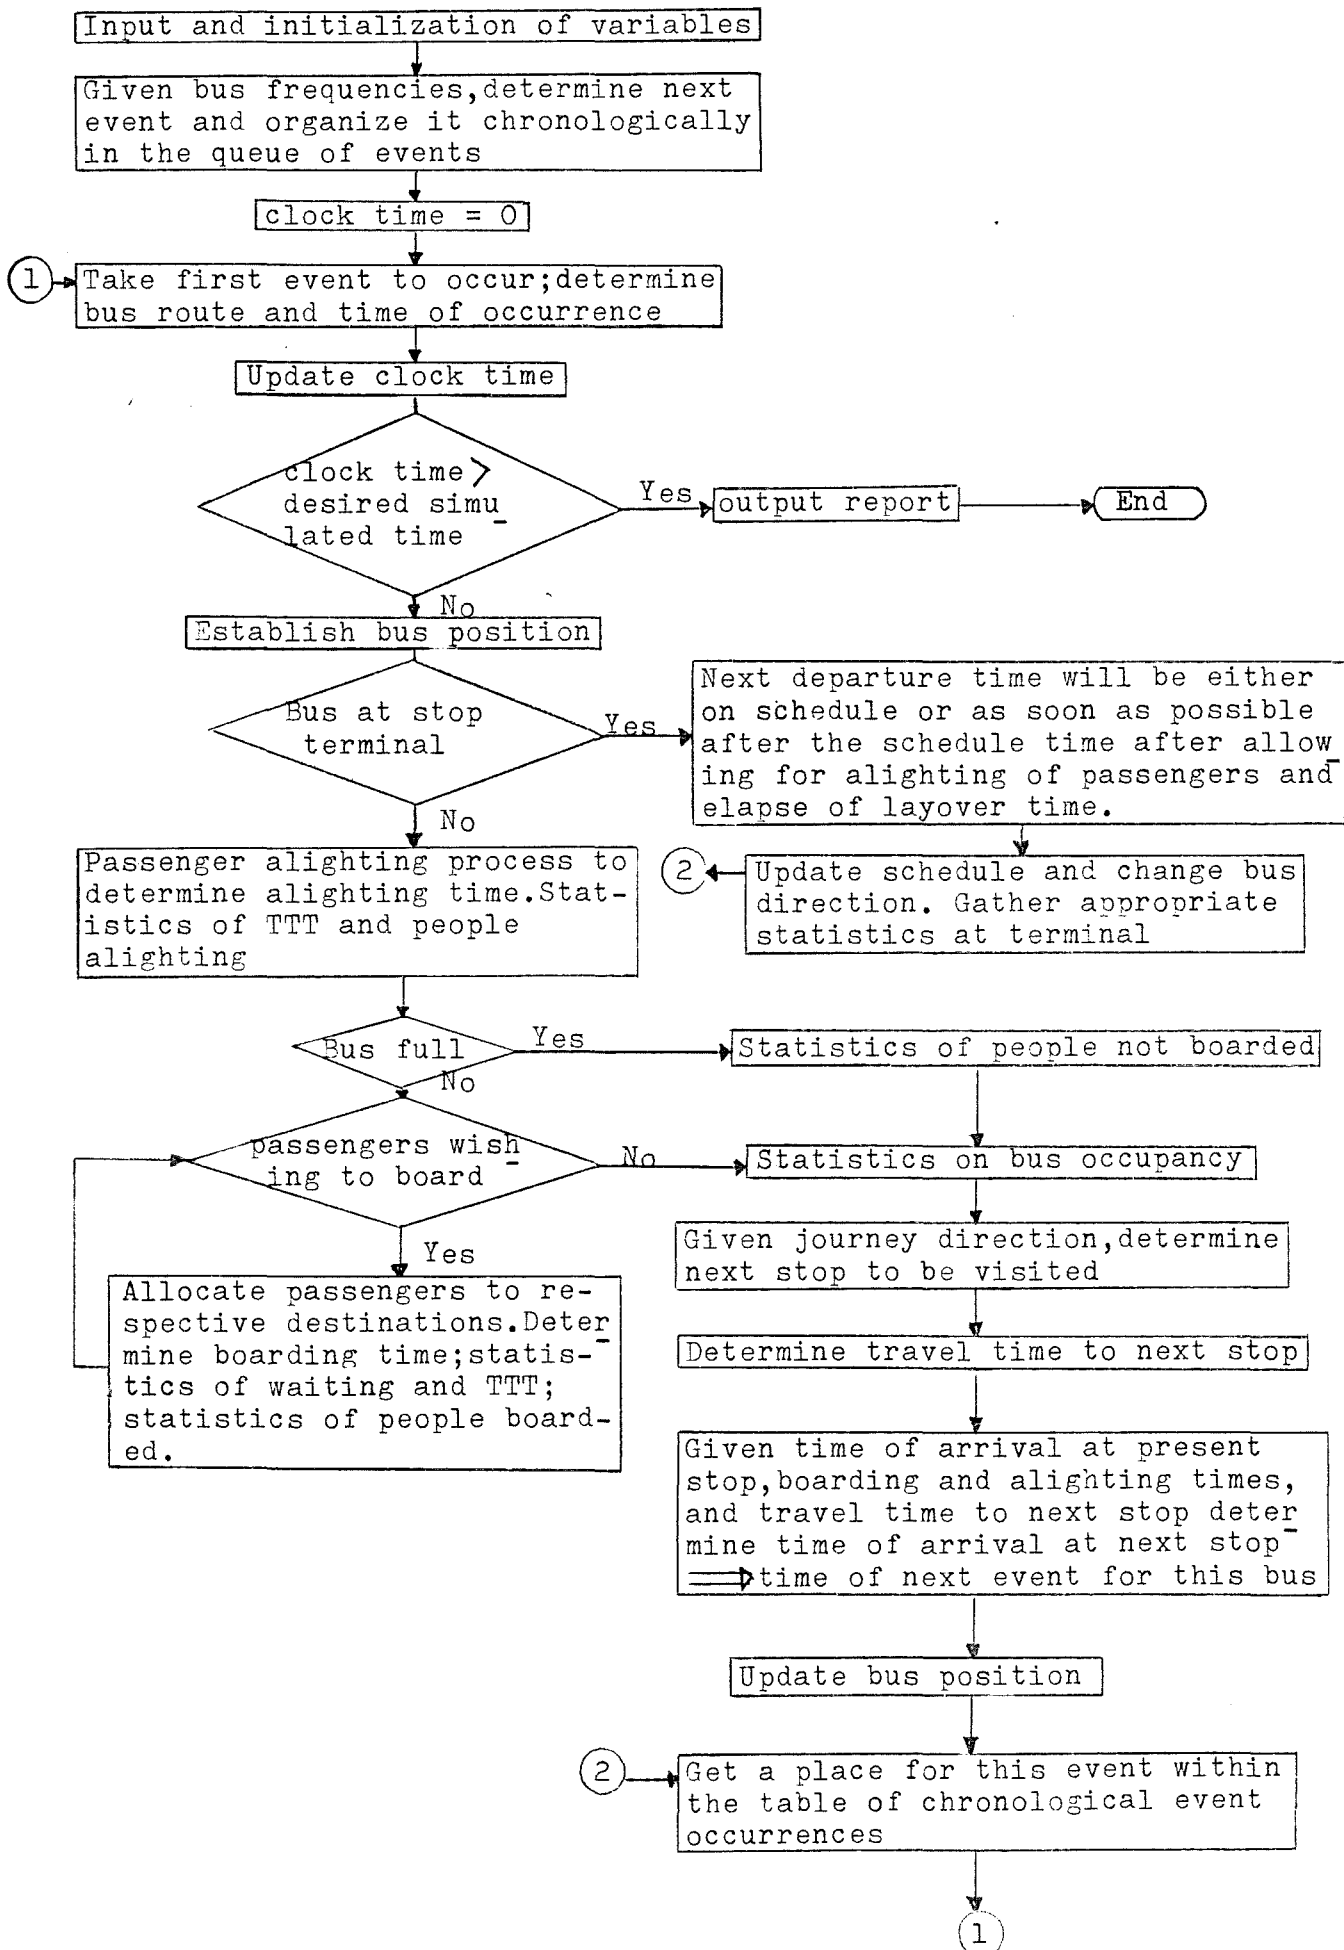 Input and initialization of variables
Given bus frequencies,determine next
event and organize it chronologically
in the queue of events
clock time = 0
1
Take first event to occur;determine
bus route and time of occurrence
Update clock time
clock time >
desired simu_
lated time
Yes
output report
End
No
Establish bus position
Bus at stop
terminal
Yes
Next departure time will be either
on schedule or as soon as possible
after the schedule time after allow_
ing for alighting of passengers and
elapse of layover time.
No
2
Update schedule and change bus
direction. Gather appropriate
statistics at terminal
Passenger alighting process to
determine alighting time.Stat-
istics of TTT and people
alighting
Bus full
Yes
Statistics of people not boarded
No
passengers wish_
ing to board
No
Statistics on bus occupancy
Yes
Given journey direction,determine
next stop to be visited
Allocate passengers to re-
spective destinations.Deter_
mine boarding time;statis-
tics of waiting and TTT;
statistics of people board-
ed.
Determine travel time to next stop
Given time of arrival at present
stop,boarding and alighting times,
and travel time to next stop deter_
mine time of arrival at next stop
⟹ time of next event for this bus
Update bus position
2
Get a place for this event within
the table of chronological event
occurrences
1